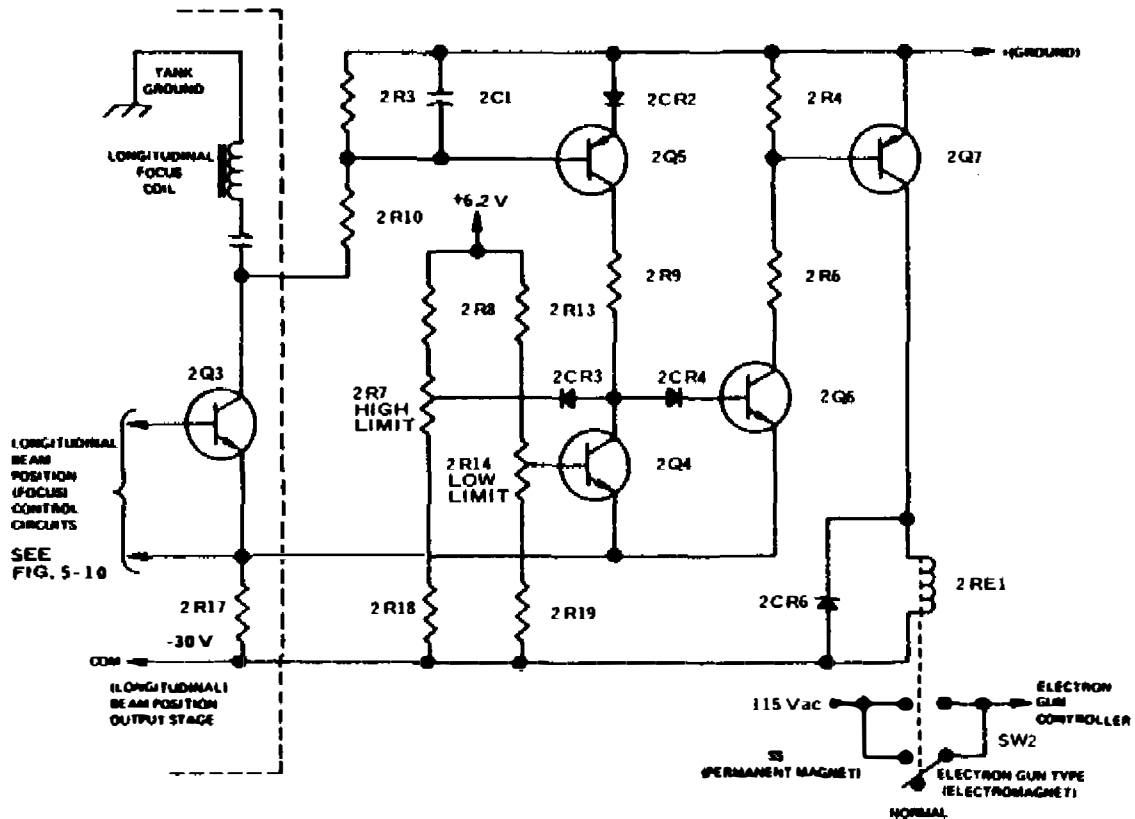 +(GROUND)
TANK
GROUND
2R3
2C1
2CR2
2R4
LONGITUDINAL
FOCUS
COIL
2Q5
2Q7
+6.2 V
2R10
2R9
2R6
2R8
2R13
2Q3
2R7
HIGH
LIMIT
2CR3
2CR4
2Q6
LONGITUDINAL
BEAM
POSITION
(FOCUS)
CONTROL
CIRCUITS
2R14
LOW
LIMIT
2Q4
SEE
FIG. 5-10
2R17
2R18
2R19
2CR6
2RE1
-30 V
COM
(LONGITUDINAL)
BEAM POSITION
OUTPUT STAGE
115 Vac
ELECTRON
GUN
CONTROLLER
SW2
SS
(PERMANENT MAGNET)
ELECTRON GUN TYPE
(ELECTROMAGNET)
NORMAL